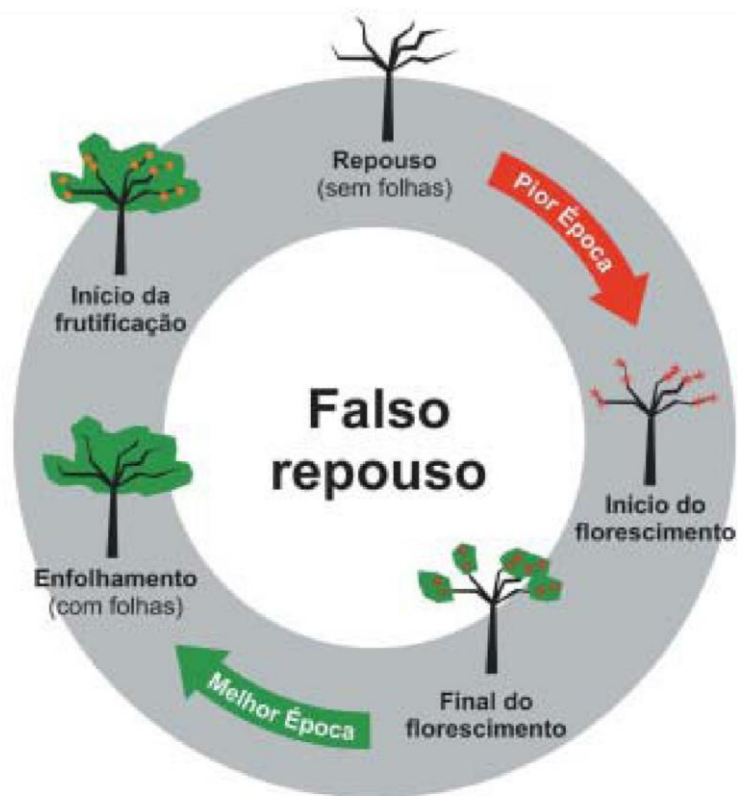 Repouso
(sem folhas)
Pior Época
Início da
frutificação
Falso
repouso
Início do
florescimento
Enfolhamento
(com folhas)
Melhor Época
Final do
florescimento